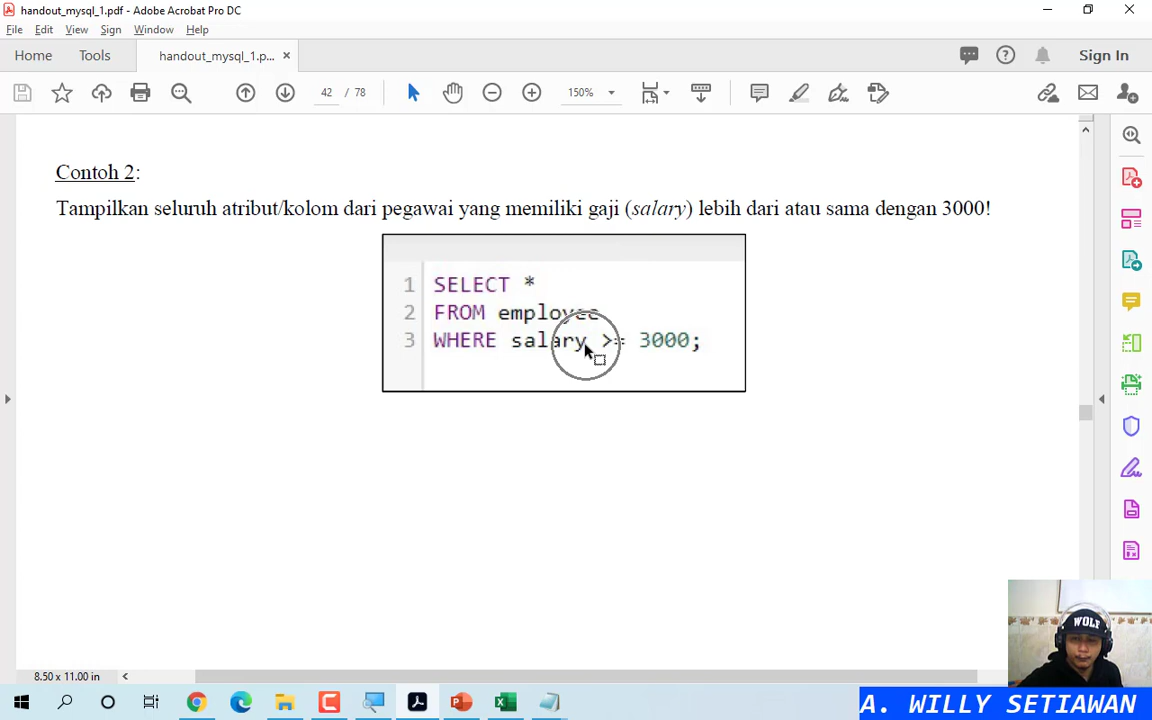 handout_mysql_1.pdf - Adobe Acrobat Pro DC
File Edit View Sign Window Help
Home Tools handout_mysql_1.p... × Sign In
42 / 78 150%
Contoh 2:
Tampilkan seluruh atribut/kolom dari pegawai yang memiliki gaji (salary) lebih dari atau sama dengan 3000!
1 SELECT *
2 FROM employee
3 WHERE salary >= 3000;
WOLF
8.50 x 11.00 in
A. WILLY SETIAWAN